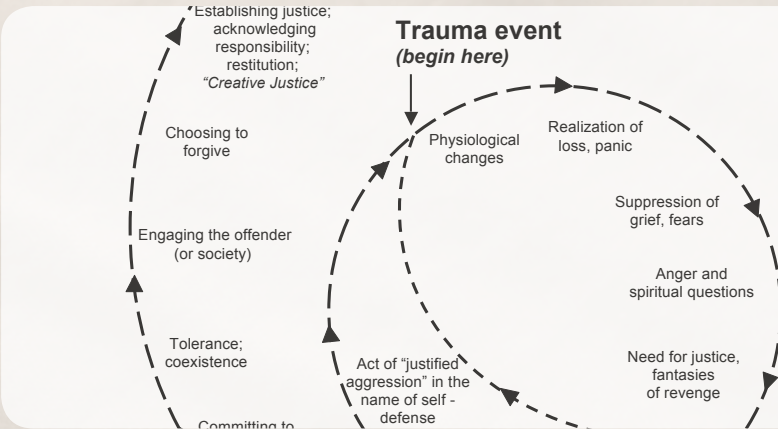 Establishing justice;
acknowledging
responsibility;
restitution;
“Creative Justice”
Trauma event
(begin here)
Choosing to
forgive
Physiological
changes
Realization of
loss, panic
Suppression of
grief, fears
Engaging the offender
(or society)
Anger and
spiritual questions
Tolerance;
coexistence
Act of “justified
aggression” in the
name of self -
defense
Need for justice,
fantasies
of revenge
Committing to